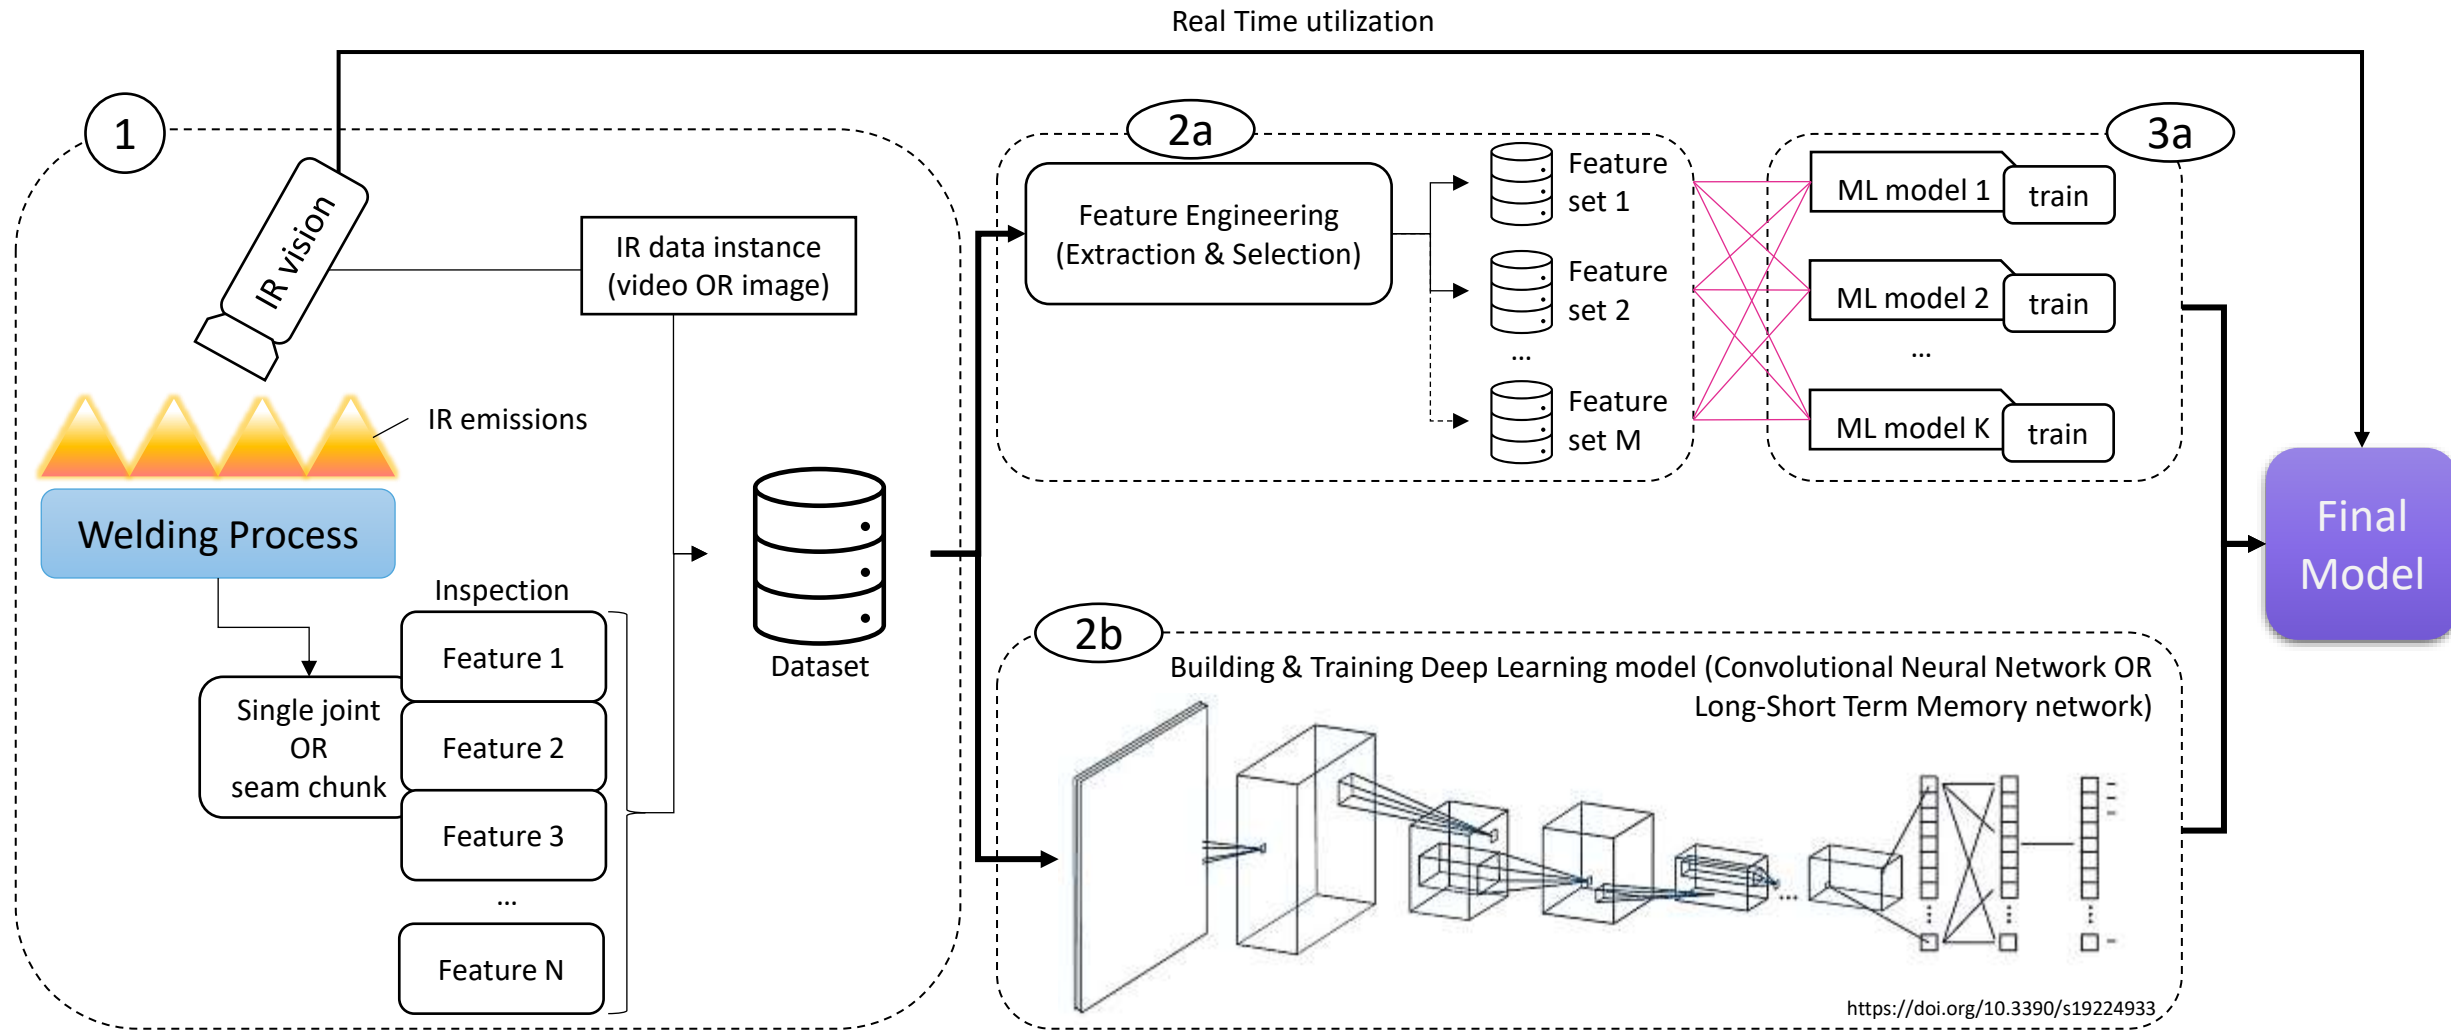 Real Time utilization
1
IR vision
IR data instance
(video OR image)
IR emissions
Welding Process
Inspection
Feature 1
Feature 2
Feature 3
...
Feature N
Single joint
OR
seam chunk
Dataset
2a
Feature Engineering
(Extraction & Selection)
Feature
set 1
Feature
set 2
...
Feature
set M
3a
ML model 1
train
ML model 2
train
...
ML model K
train
2b
Building & Training Deep Learning model (Convolutional Neural Network OR
Long-Short Term Memory network)
...
https://doi.org/10.3390/s19224933
Final
Model